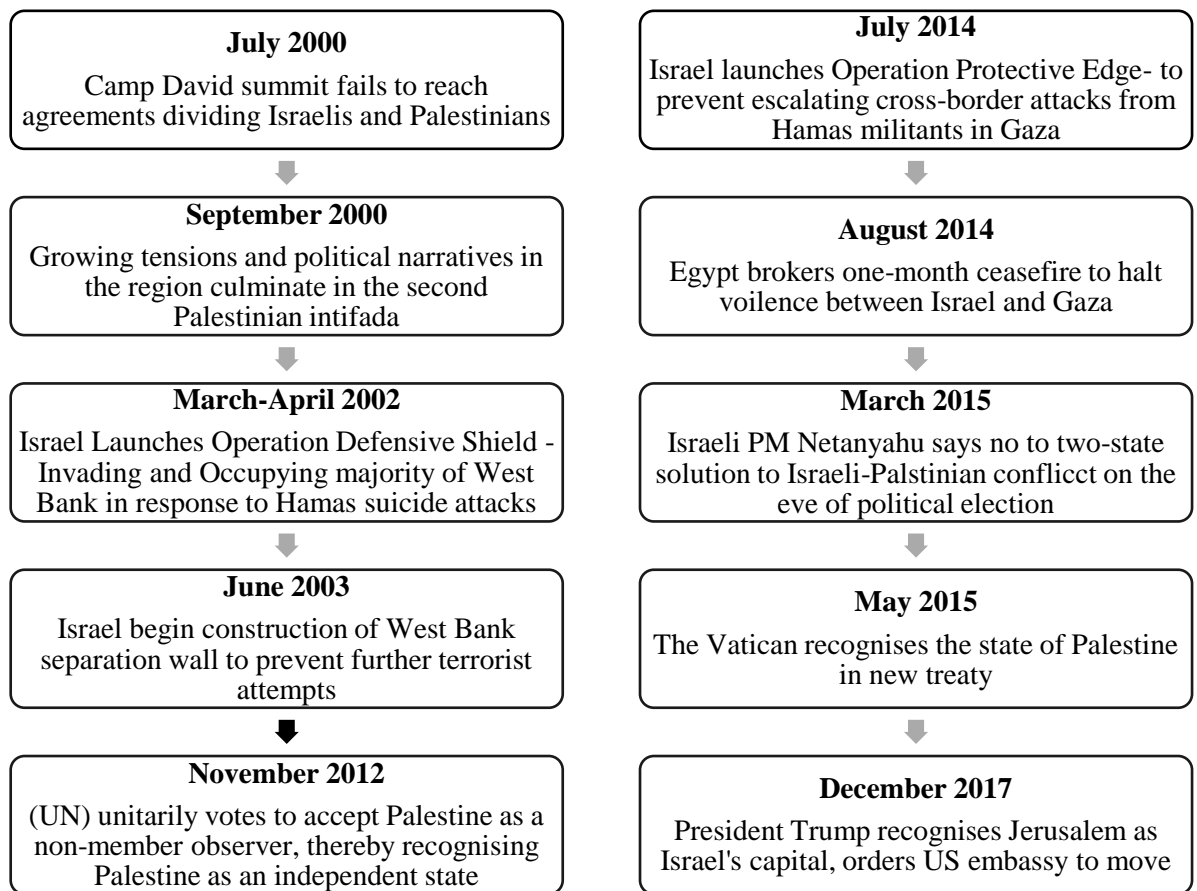 July 2000
Camp David summit fails to reach
agreements dividing Israelis and Palestinians
September 2000
Growing tensions and political narratives in
the region culminate in the second
Palestinian intifada
March-April 2002
Israel Launches Operation Defensive Shield -
Invading and Occupying majority of West
Bank in response to Hamas suicide attacks
June 2003
Israel begin construction of West Bank
separation wall to prevent further terrorist
attempts
November 2012
(UN) unitarily votes to accept Palestine as a
non-member observer, thereby recognising
Palestine as an independent state
July 2014
Israel launches Operation Protective Edge- to
prevent escalating cross-border attacks from
Hamas militants in Gaza
August 2014
Egypt brokers one-month ceasefire to halt
voilence between Israel and Gaza
March 2015
Israeli PM Netanyahu says no to two-state
solution to Israeli-Palstinian conflicct on the
eve of political election
May 2015
The Vatican recognises the state of Palestine
in new treaty
December 2017
President Trump recognises Jerusalem as
Israel's capital, orders US embassy to move